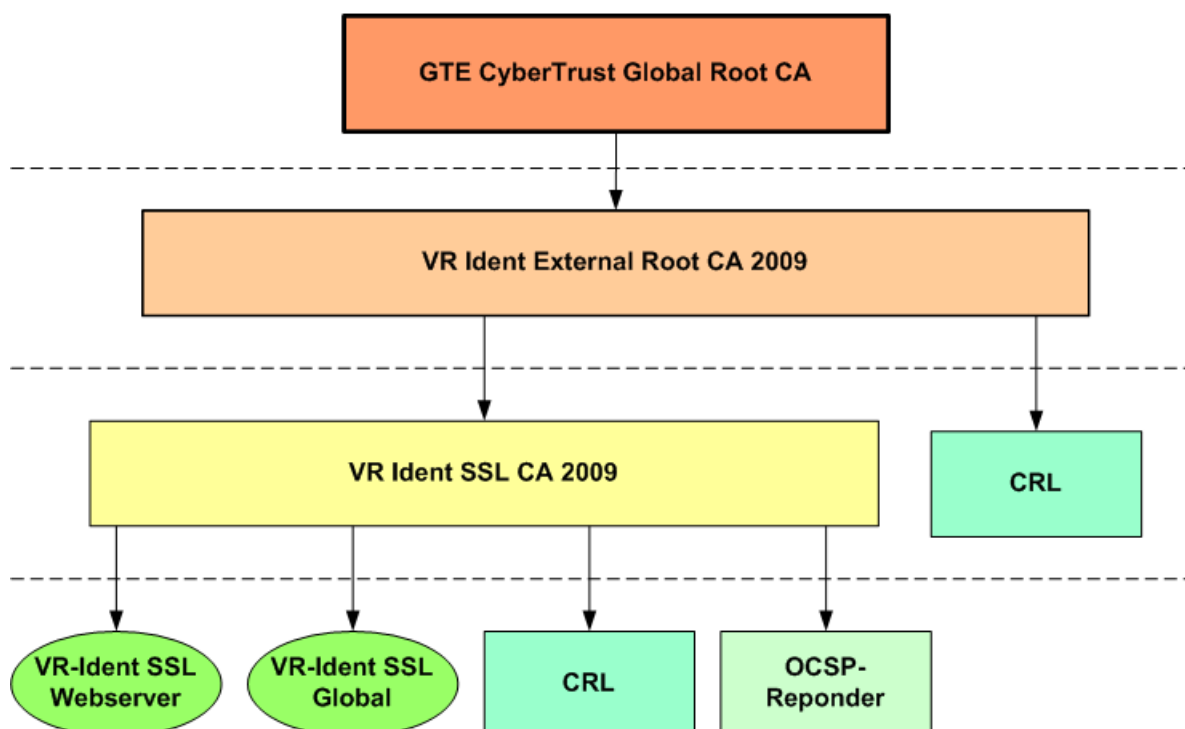 GTE CyberTrust Global Root CA
VR Ident External Root CA 2009
VR Ident SSL CA 2009
CRL
VR-Ident SSL
Webserver
VR-Ident SSL
Global
CRL
OCSP-
Reponder